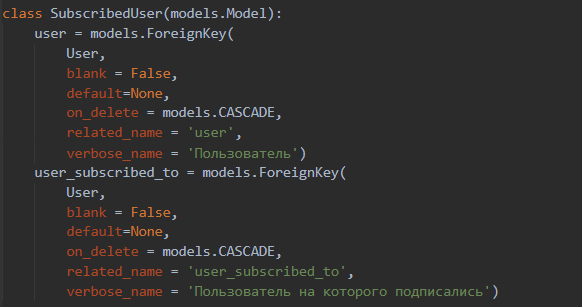 class SubscribedUser(models.Model):
    user = models.ForeignKey(
        User,
        blank = False,
        default=None,
        on_delete = models.CASCADE,
        related_name = 'user',
        verbose_name = 'Пользователь')
    user_subscribed_to = models.ForeignKey(
        User,
        blank = False,
        default=None,
        on_delete = models.CASCADE,
        related_name = 'user_subscribed_to',
        verbose_name = 'Пользователь на которого подписались')